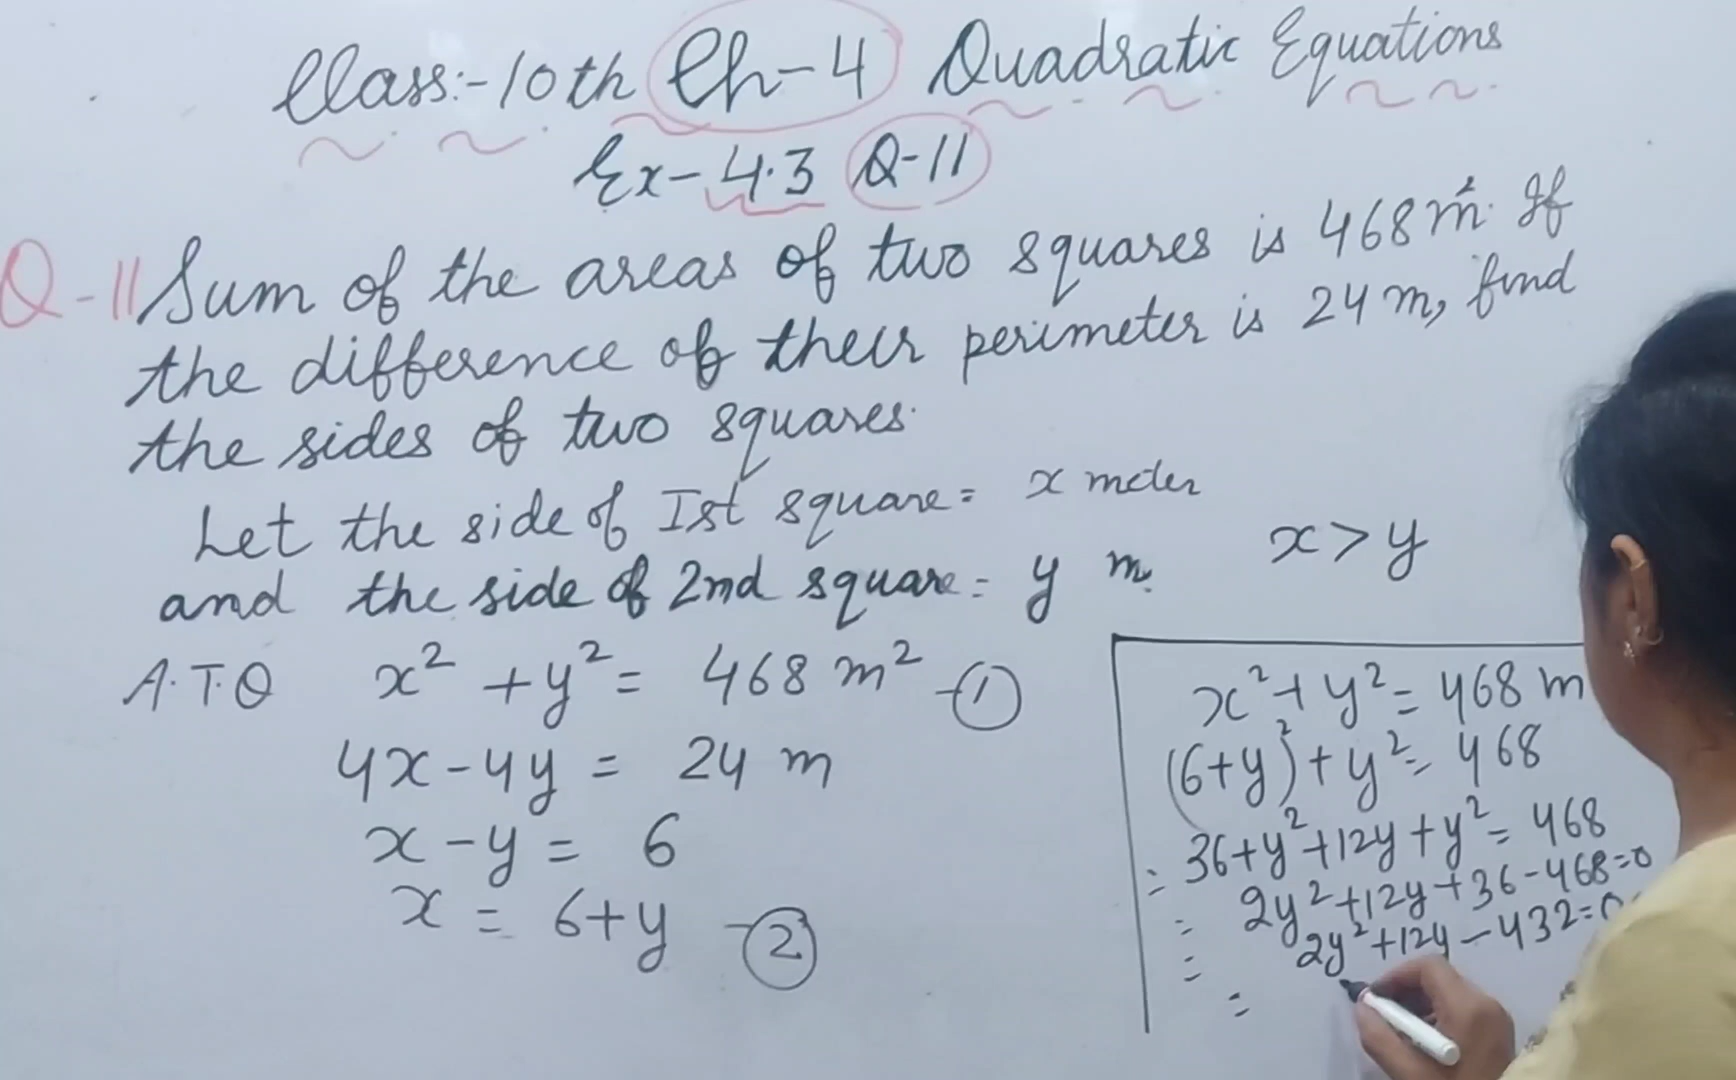 Class:-10th Ch-4 Quadratic Equations
Ex-4.3 Q-11
Q-11 Sum of the areas of two squares is 468 m². If
the difference of their perimeter is 24 m, find
the sides of two squares.
Let the side of Ist square = x meter
and the side of 2nd square = y m.
x > y
A.T.Q x² + y² = 468 m² -①
4x - 4y = 24 m
x - y = 6
x = 6+y -②
x² + y² = 468 m
(6+y)² + y² = 468
= 36+y²+12y+y² = 468
= 2y²+12y+36-468=0
= 2y²+12y-432=0
=